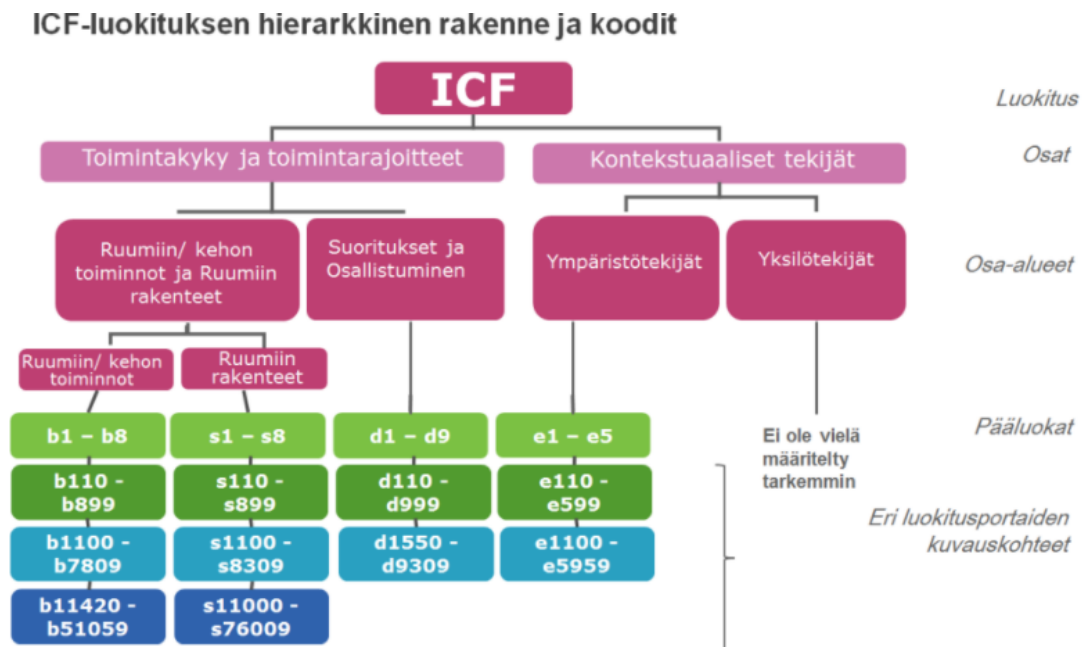 ICF-luokituksen hierarkkinen rakenne ja koodit
ICF
Luokitus
Toimintakyky ja toimintarajoitteet
Kontekstuaaliset tekijät
Osat
Ruumiin/ kehon
toiminnot ja Ruumiin
rakenteet
Suoritukset ja
Osallistuminen
Ympäristötekijät
Yksilötekijät
Osa-alueet
Ruumiin/ kehon
toiminnot
Ruumiin
rakenteet
b1 – b8
s1 – s8
d1 – d9
e1 – e5
Ei ole vielä
määritelty
tarkemmin
Pääluokat
b110 -
b899
s110 -
s899
d110 -
d999
e110 -
e599
Eri luokitusportaiden
kuvauskohteet
b1100 -
b7809
s1100 -
s8309
d1550 -
d9309
e1100 -
e5959
b11420 -
b51059
s11000 -
s76009